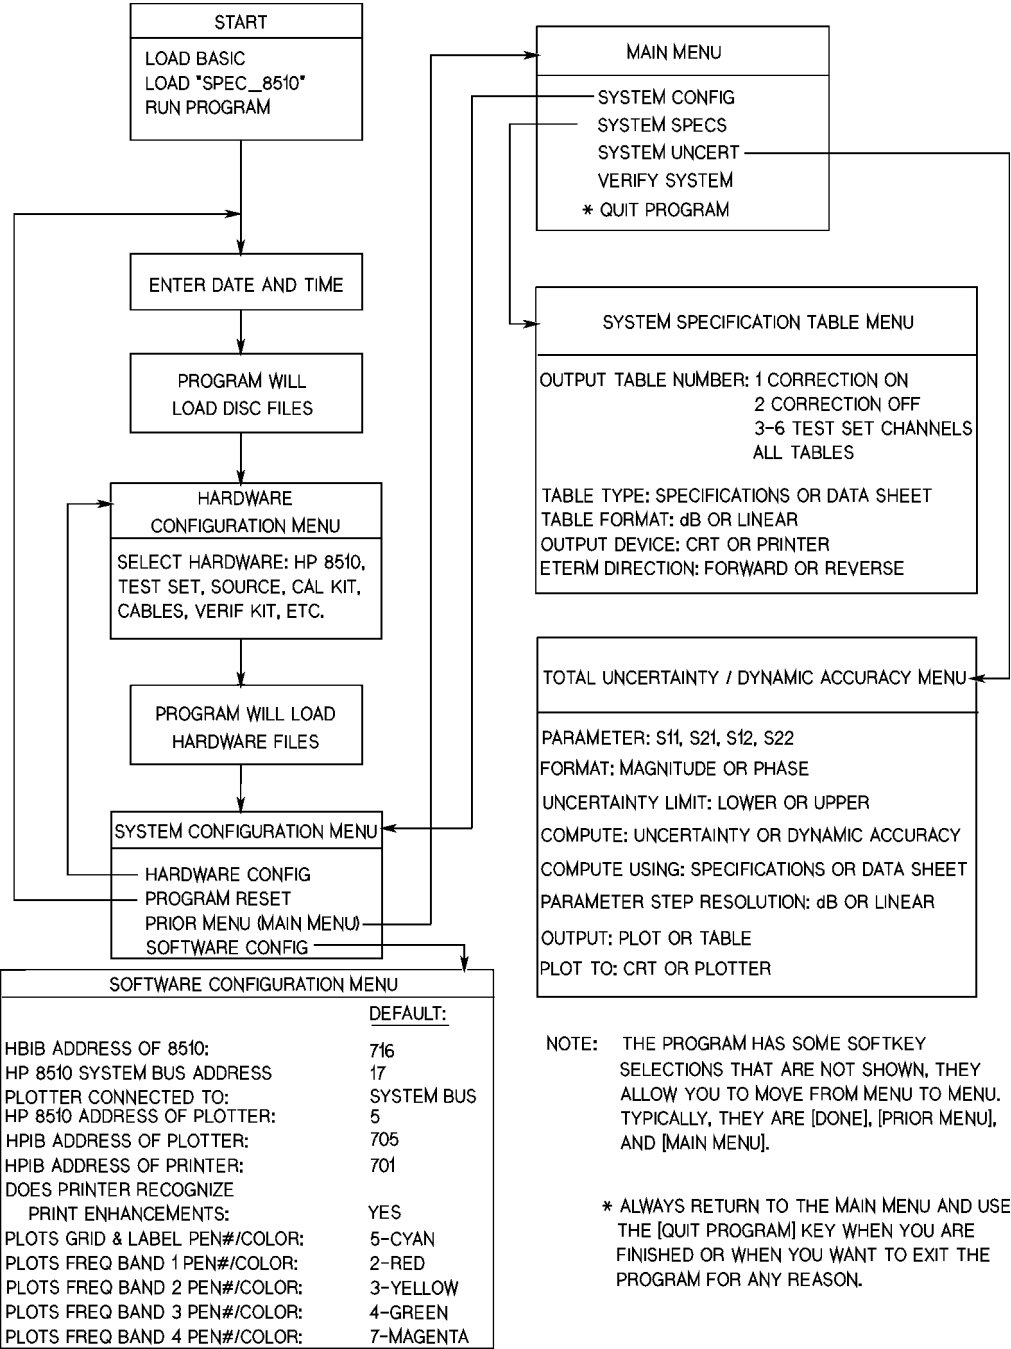 START
LOAD BASIC
LOAD "SPEC_8510"
RUN PROGRAM
ENTER DATE AND TIME
PROGRAM WILL
LOAD DISC FILES
HARDWARE
CONFIGURATION MENU
SELECT HARDWARE: HP 8510,
TEST SET, SOURCE, CAL KIT,
CABLES, VERIF KIT, ETC.
PROGRAM WILL LOAD
HARDWARE FILES
SYSTEM CONFIGURATION MENU
HARDWARE CONFIG
PROGRAM RESET
PRIOR MENU (MAIN MENU)
SOFTWARE CONFIG
SOFTWARE CONFIGURATION MENU
DEFAULT:
HBIB ADDRESS OF 8510: 716
HP 8510 SYSTEM BUS ADDRESS 17
PLOTTER CONNECTED TO: SYSTEM BUS
HP 8510 ADDRESS OF PLOTTER: 5
HPIB ADDRESS OF PLOTTER: 705
HPIB ADDRESS OF PRINTER: 701
DOES PRINTER RECOGNIZE
PRINT ENHANCEMENTS: YES
PLOTS GRID & LABEL PEN#/COLOR: 5-CYAN
PLOTS FREQ BAND 1 PEN#/COLOR: 2-RED
PLOTS FREQ BAND 2 PEN#/COLOR: 3-YELLOW
PLOTS FREQ BAND 3 PEN#/COLOR: 4-GREEN
PLOTS FREQ BAND 4 PEN#/COLOR: 7-MAGENTA
MAIN MENU
SYSTEM CONFIG
SYSTEM SPECS
SYSTEM UNCERT
VERIFY SYSTEM
* QUIT PROGRAM
SYSTEM SPECIFICATION TABLE MENU
OUTPUT TABLE NUMBER: 1 CORRECTION ON
2 CORRECTION OFF
3-6 TEST SET CHANNELS
ALL TABLES
TABLE TYPE: SPECIFICATIONS OR DATA SHEET
TABLE FORMAT: dB OR LINEAR
OUTPUT DEVICE: CRT OR PRINTER
ETERM DIRECTION: FORWARD OR REVERSE
TOTAL UNCERTAINTY / DYNAMIC ACCURACY MENU
PARAMETER: S11, S21, S12, S22
FORMAT: MAGNITUDE OR PHASE
UNCERTAINTY LIMIT: LOWER OR UPPER
COMPUTE: UNCERTAINTY OR DYNAMIC ACCURACY
COMPUTE USING: SPECIFICATIONS OR DATA SHEET
PARAMETER STEP RESOLUTION: dB OR LINEAR
OUTPUT: PLOT OR TABLE
PLOT TO: CRT OR PLOTTER
NOTE: THE PROGRAM HAS SOME SOFTKEY
SELECTIONS THAT ARE NOT SHOWN, THEY
ALLOW YOU TO MOVE FROM MENU TO MENU.
TYPICALLY, THEY ARE [DONE], [PRIOR MENU],
AND [MAIN MENU].
* ALWAYS RETURN TO THE MAIN MENU AND USE
THE [QUIT PROGRAM] KEY WHEN YOU ARE
FINISHED OR WHEN YOU WANT TO EXIT THE
PROGRAM FOR ANY REASON.